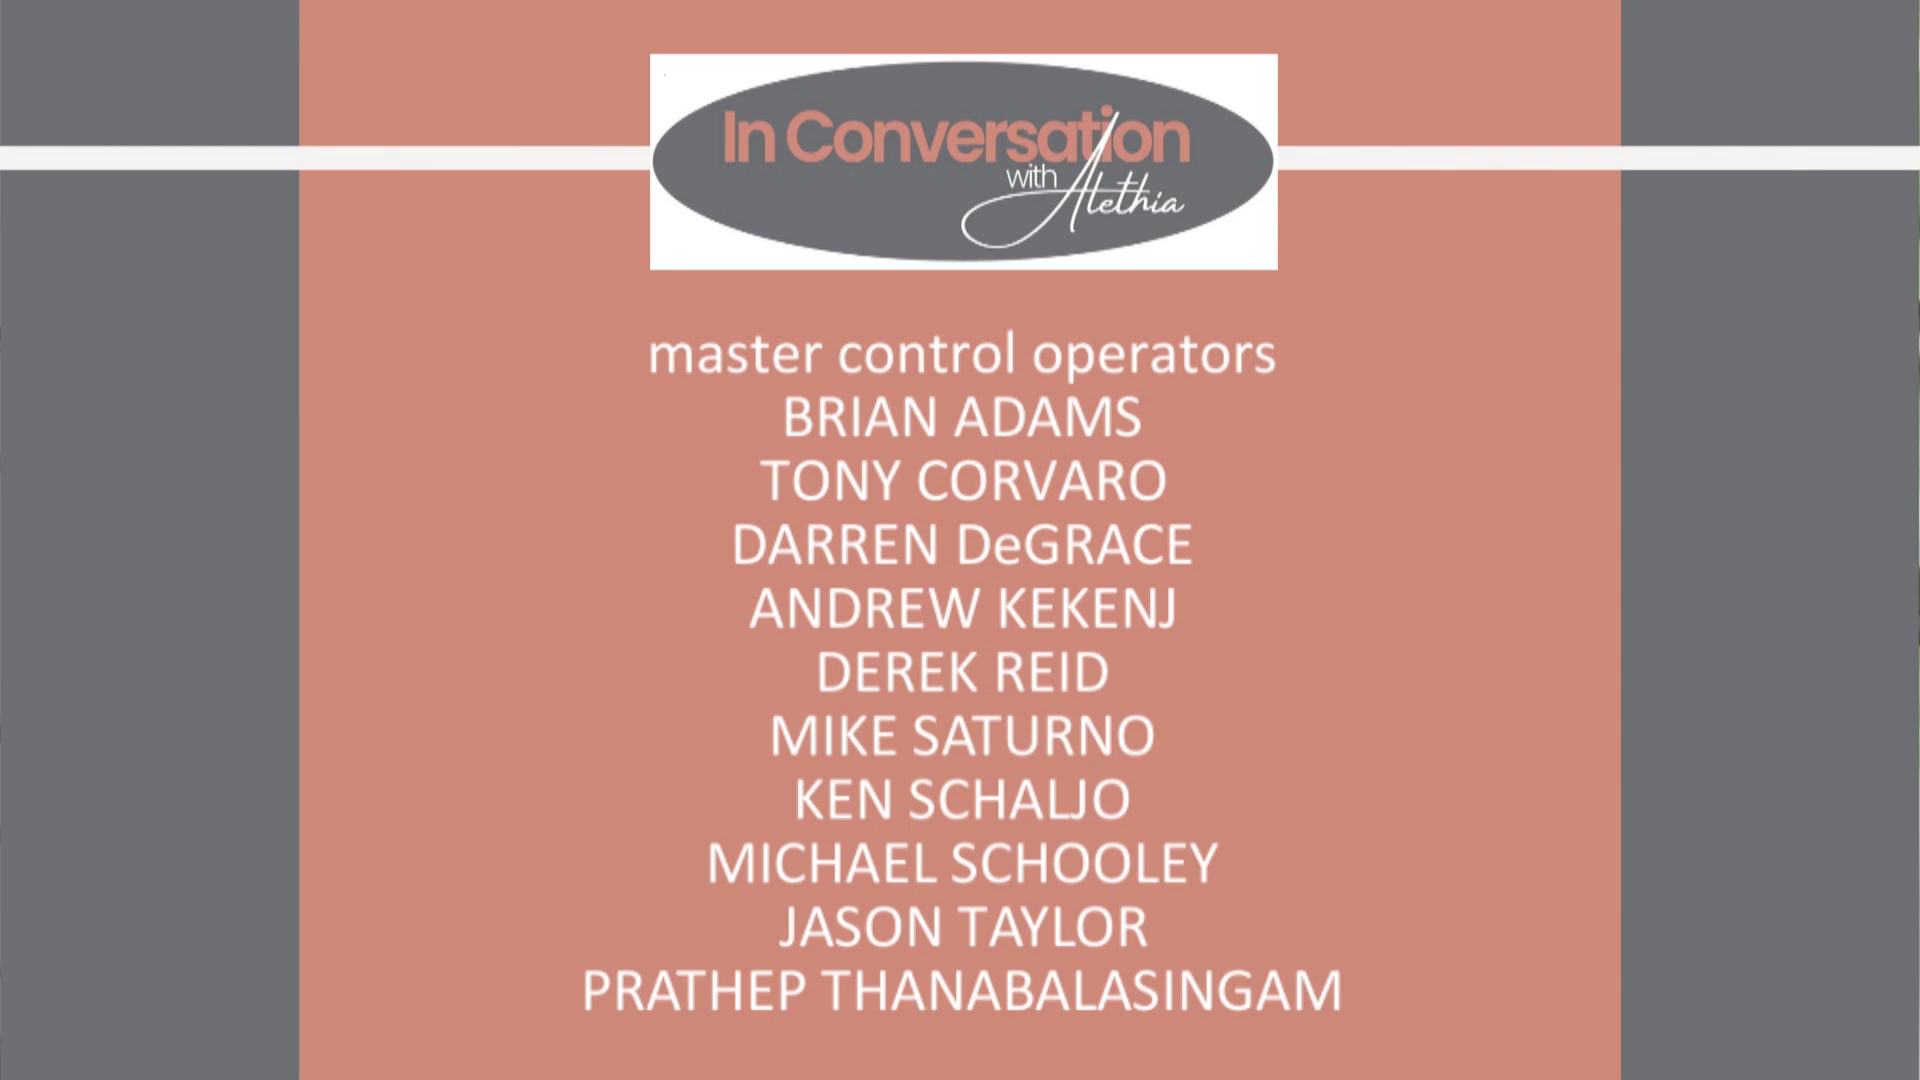 In Conversation
with Alethia
master control operators
BRIAN ADAMS
TONY CORVARO
DARREN DeGRACE
ANDREW KEKENJ
DEREK REID
MIKE SATURNO
KEN SCHALJO
MICHAEL SCHOOLEY
JASON TAYLOR
PRATHEP THANABALASINGAM